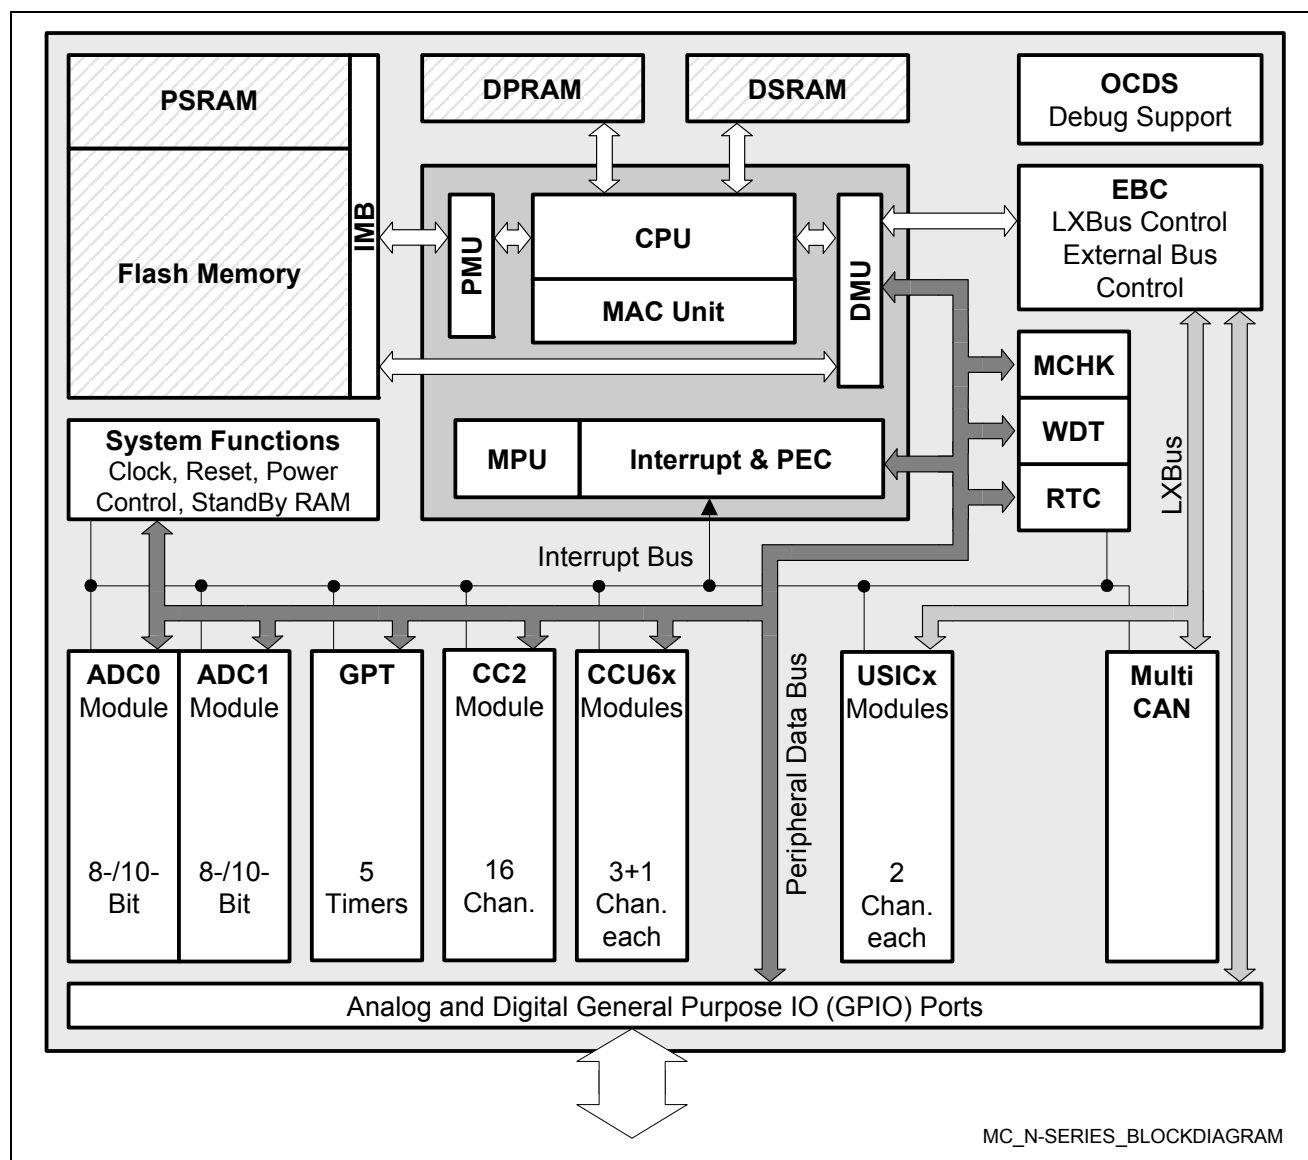 PSRAM
DPRAM
DSRAM
OCDS
Debug Support
Flash Memory
IMB
PMU
CPU
MAC Unit
DMU
EBC
LXBus Control
External Bus
Control
MCHK
WDT
RTC
LXBus
System Functions
Clock, Reset, Power
Control, StandBy RAM
MPU
Interrupt & PEC
Interrupt Bus
ADC0
Module
8-/10-
Bit
ADC1
Module
8-/10-
Bit
GPT
5
Timers
CC2
Module
16
Chan.
CCU6x
Modules
3+1
Chan.
each
Peripheral Data Bus
USICx
Modules
2
Chan.
each
Multi
CAN
Analog and Digital General Purpose IO (GPIO) Ports
MC_N-SERIES_BLOCKDIAGRAM